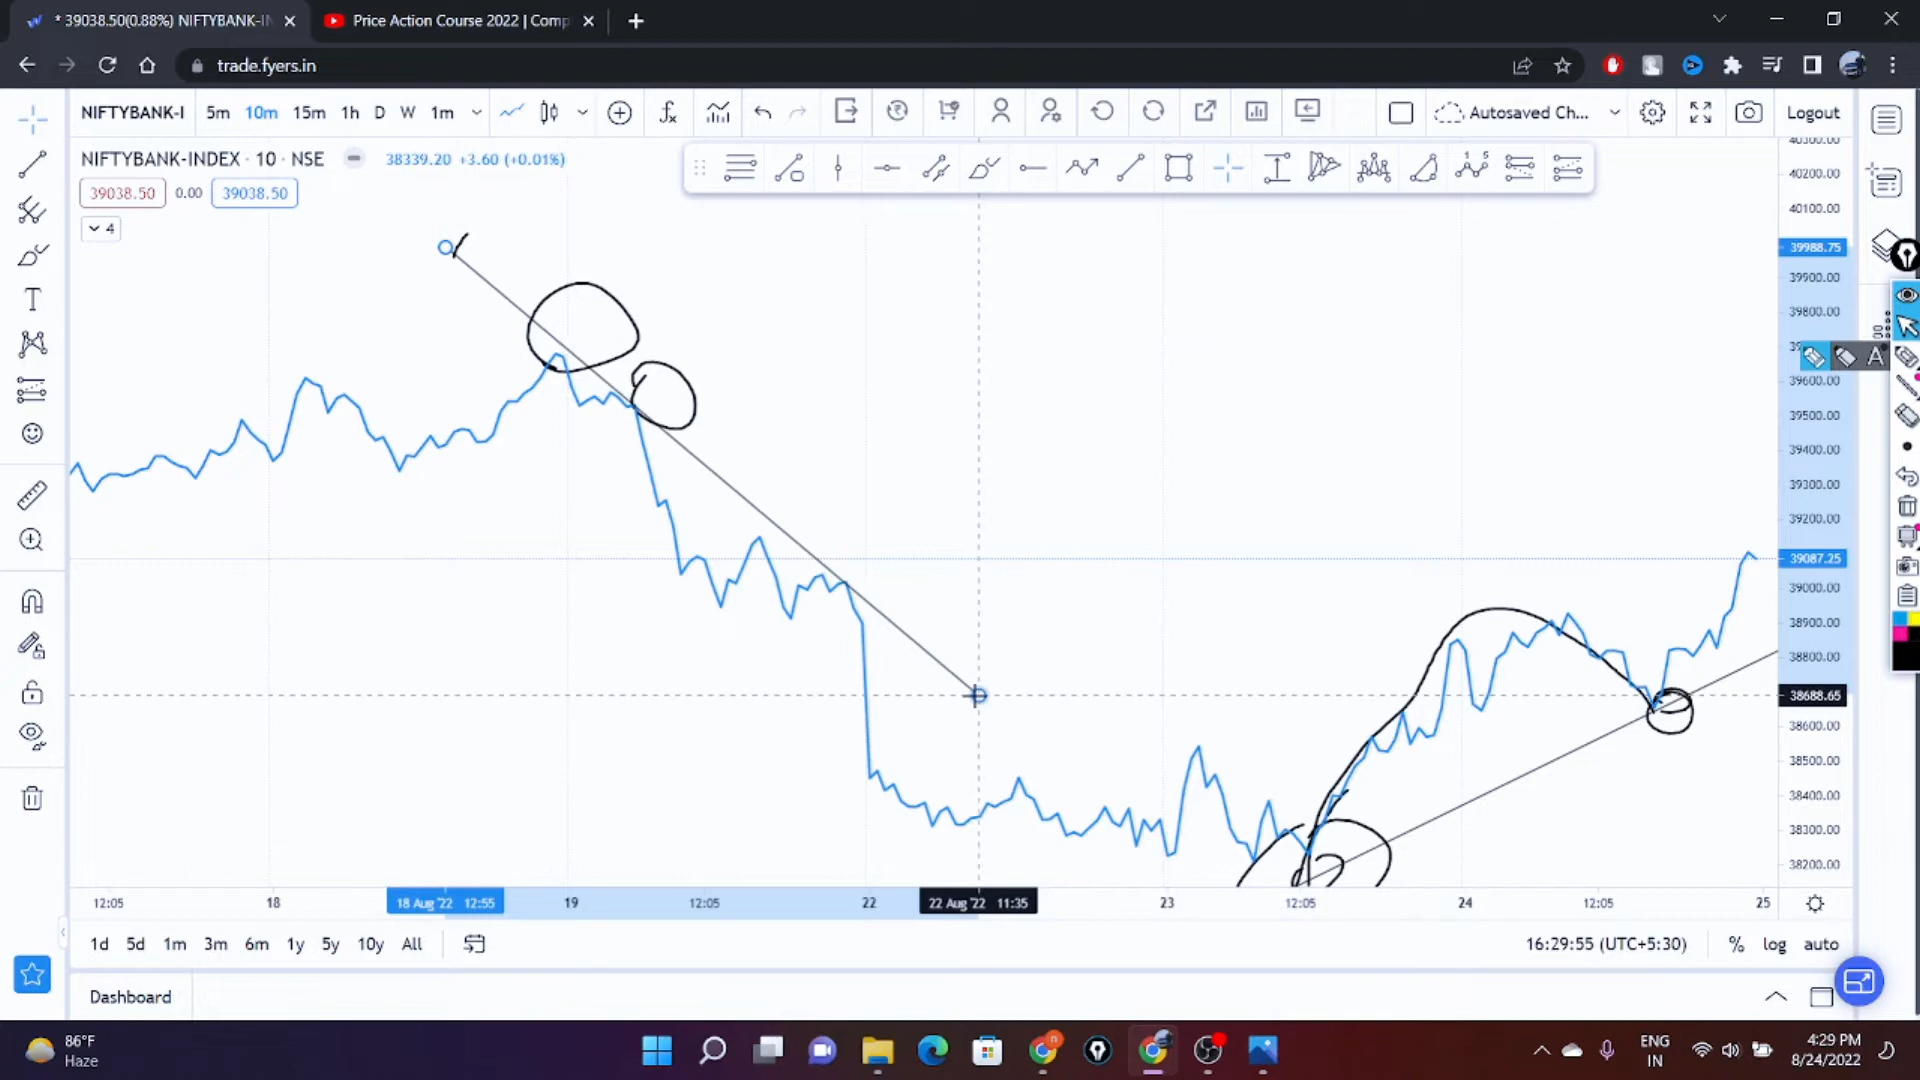 * 39038.50(0.88%) NIFTYBANK-IN
Price Action Course 2022 | Comp
trade.fyers.in
NIFTYBANK-I 5m 10m 15m 1h D W 1m Autosaved Ch... Logout
NIFTYBANK-INDEX · 10 · NSE 38339.20 +3.60 (+0.01%)
39038.50 0.00 39038.50
4
40300.00
40200.00
40100.00
39988.75
39900.00
39800.00
39600.00
39500.00
39400.00
39300.00
39200.00
39087.25
39000.00
38900.00
38800.00
38688.65
38600.00
38500.00
38400.00
38300.00
38200.00
12:05 18 18 Aug '22 12:55 19 12:05 22 22 Aug '22 11:35 23 12:05 24 12:05 25
1d 5d 1m 3m 6m 1y 5y 10y All 16:29:55 (UTC+5:30) % log auto
Dashboard
86°F
Haze
ENG
IN
4:29 PM
8/24/2022